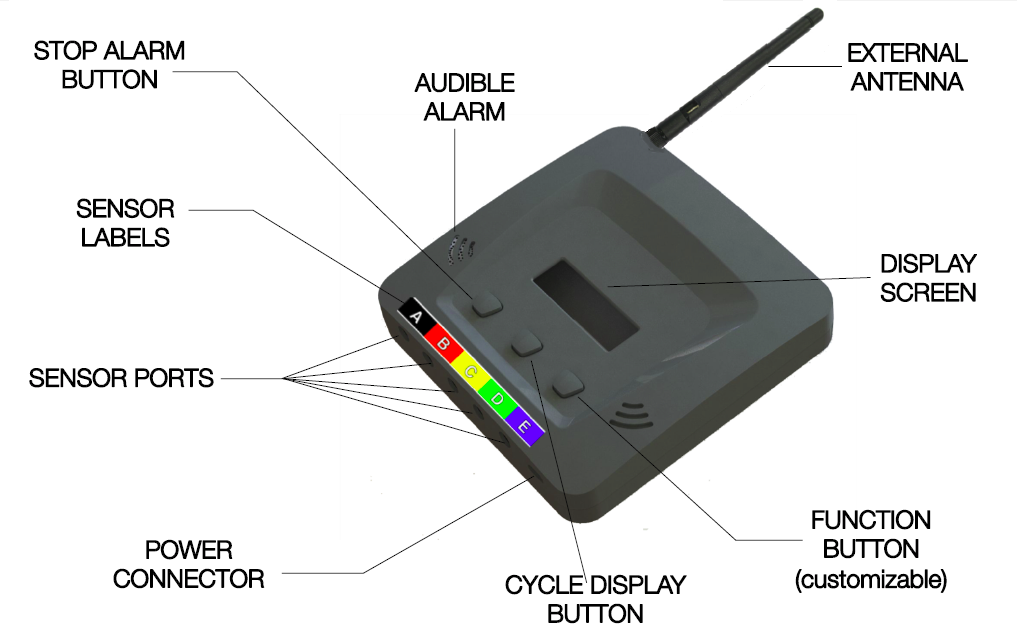 STOP ALARM
BUTTON
AUDIBLE
ALARM
EXTERNAL
ANTENNA
SENSOR
LABELS
DISPLAY
SCREEN
A
B
C
D
E
SENSOR PORTS
FUNCTION
BUTTON
(customizable)
POWER
CONNECTOR
CYCLE DISPLAY
BUTTON